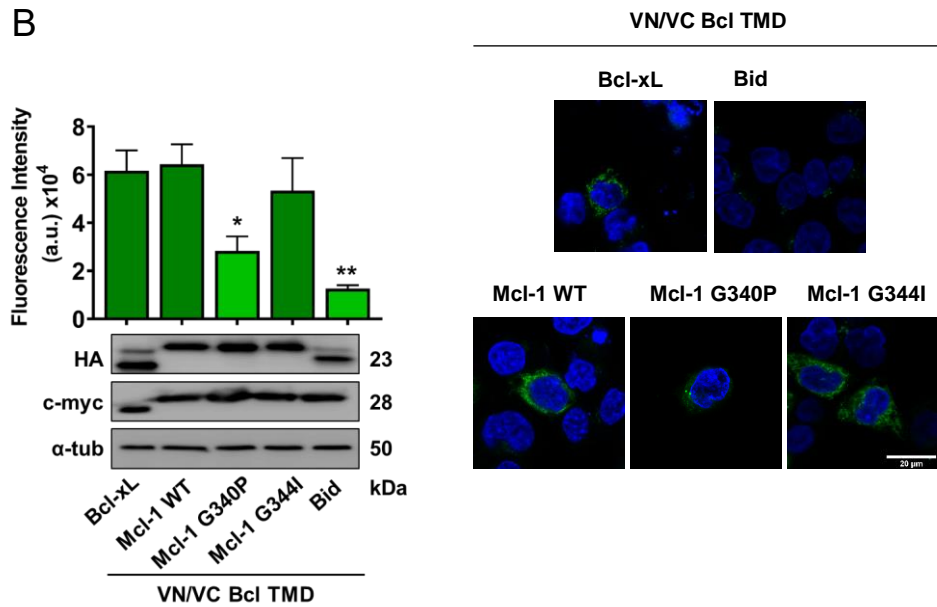 B
Fluorescence Intensity
(a.u.) x10⁴
8
6
4
2
0
*
**
HA
23
c-myc
28
α-tub
50
kDa
Bcl-xL
Mcl-1 WT
Mcl-1 G340P
Mcl-1 G344I
Bid
VN/VC Bcl TMD
VN/VC Bcl TMD
Bcl-xL Bid
Mcl-1 WT Mcl-1 G340P Mcl-1 G344I
20 µm